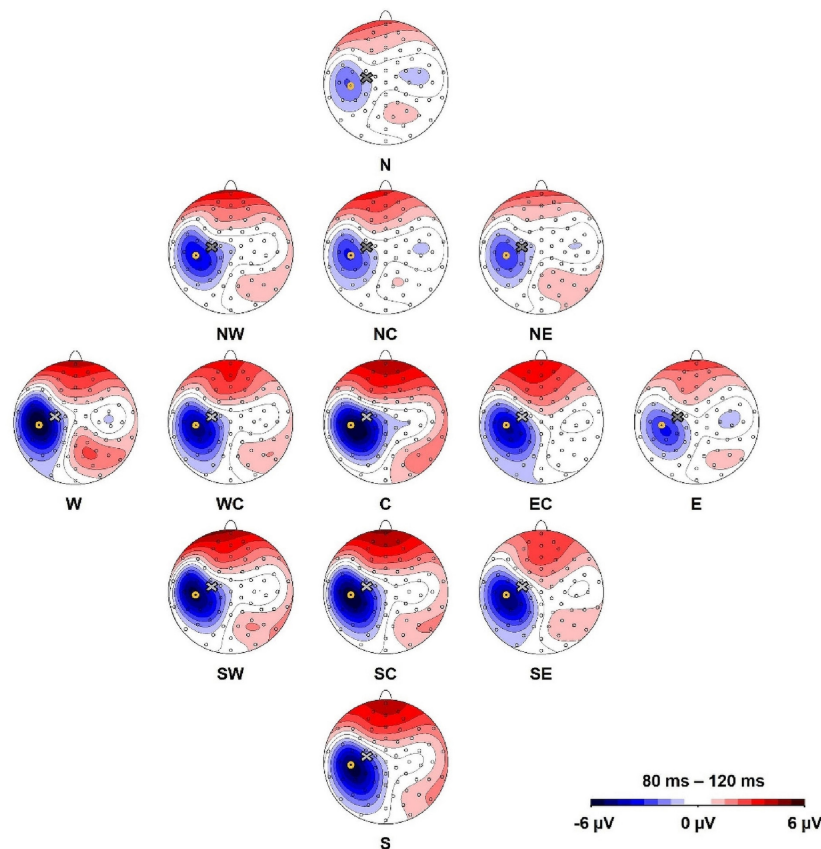 N
NW NC NE
W WC C EC E
SW SC SE
S
80 ms – 120 ms
-6 µV 0 µV 6 µV